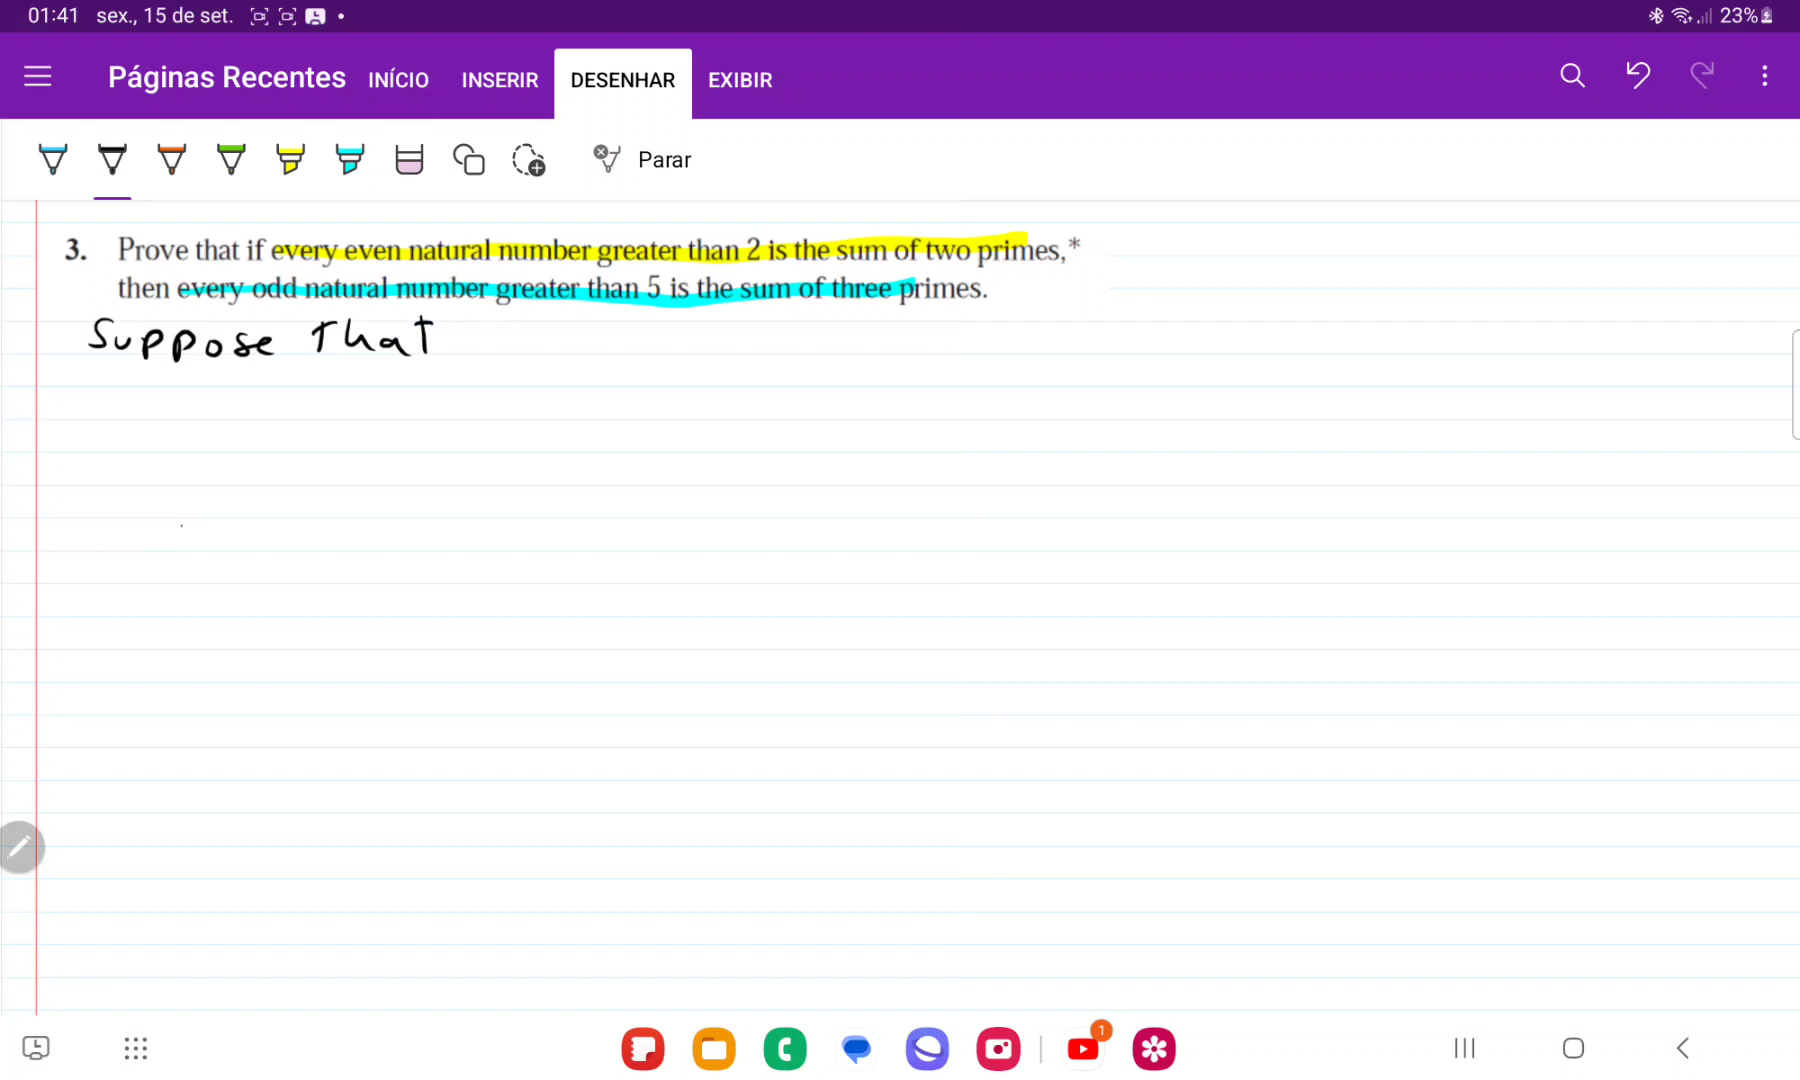 01:41 sex., 15 de set. 23%
Páginas Recentes INÍCIO INSERIR DESENHAR EXIBIR
Parar
3. Prove that if every even natural number greater than 2 is the sum of two primes,*
then every odd natural number greater than 5 is the sum of three primes.
Suppose That
1